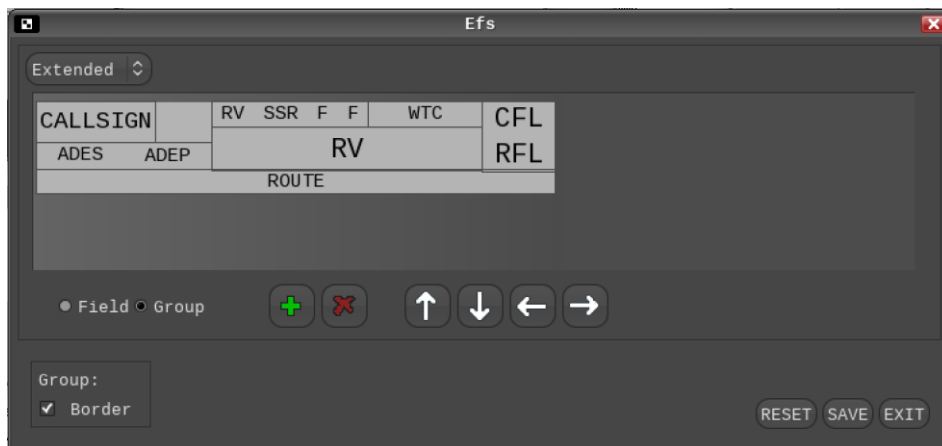 Efs
Extended
CALLSIGN RV SSR F F WTC CFL
ADES ADEP RV RFL
ROUTE
Field Group
Group:
Border
RESET SAVE EXIT